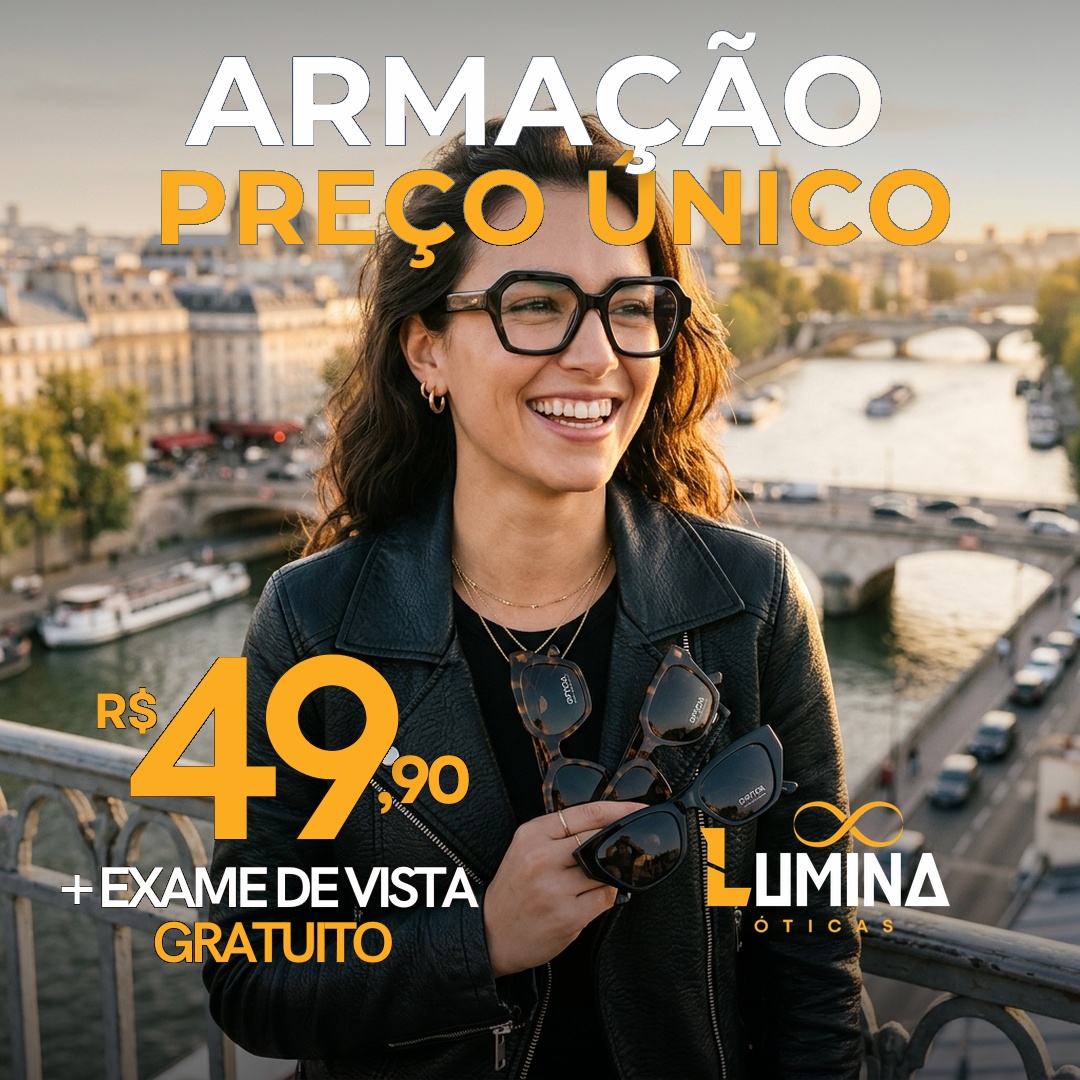 ARMAÇÃO
PREÇO ÚNICO
R$49,90
+ EXAME DE VISTA
GRATUITO
LUMINA
ÓTICAS